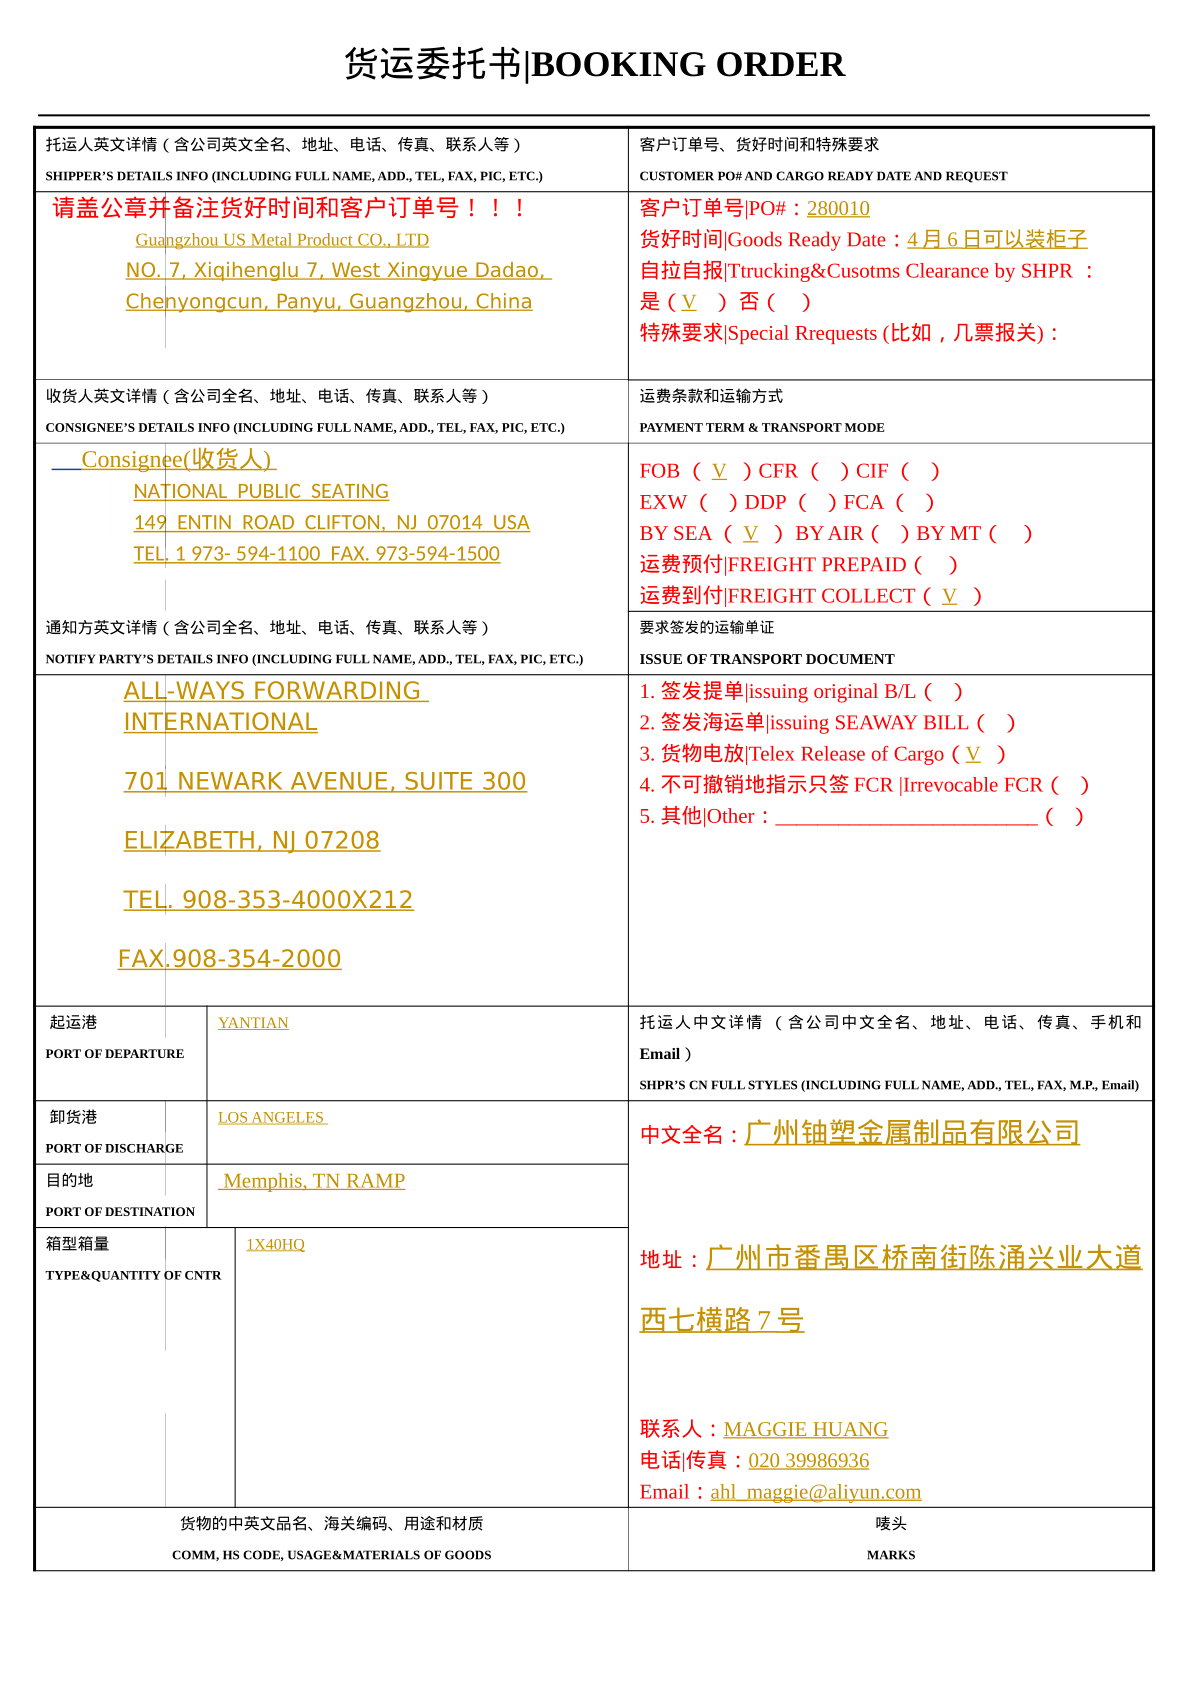 货运委托书|BOOKING ORDER
托运人英文详情（含公司英文全名、地址、电话、传真、联系人等）
SHIPPER’S DETAILS INFO (INCLUDING FULL NAME, ADD., TEL, FAX, PIC, ETC.)
客户订单号、货好时间和特殊要求
CUSTOMER PO# AND CARGO READY DATE AND REQUEST
请盖公章并备注货好时间和客户订单号！！！
Guangzhou US Metal Product CO., LTD
NO. 7, Xiqihenglu 7, West Xingyue Dadao,
Chenyongcun, Panyu, Guangzhou, China
客户订单号|PO#：280010
货好时间|Goods Ready Date：4月6日可以装柜子
自拉自报|Ttrucking&Cusotms Clearance by SHPR ：
是（V ） 否（ ）
特殊要求|Special Rrequests (比如，几票报关)：
收货人英文详情（含公司全名、地址、电话、传真、联系人等）
CONSIGNEE’S DETAILS INFO (INCLUDING FULL NAME, ADD., TEL, FAX, PIC, ETC.)
运费条款和运输方式
PAYMENT TERM & TRANSPORT MODE
Consignee(收货人)
NATIONAL PUBLIC SEATING
149 ENTIN ROAD CLIFTON, NJ 07014 USA
TEL. 1 973- 594-1100 FAX. 973-594-1500
FOB （ V ）CFR （ ）CIF （ ）
EXW （ ）DDP （ ）FCA （ ）
BY SEA （ V ） BY AIR（ ）BY MT（ ）
运费预付|FREIGHT PREPAID（ ）
运费到付|FREIGHT COLLECT（ V ）
通知方英文详情（含公司全名、地址、电话、传真、联系人等）
NOTIFY PARTY’S DETAILS INFO (INCLUDING FULL NAME, ADD., TEL, FAX, PIC, ETC.)
要求签发的运输单证
ISSUE OF TRANSPORT DOCUMENT
ALL-WAYS FORWARDING
INTERNATIONAL
701 NEWARK AVENUE, SUITE 300
ELIZABETH, NJ 07208
TEL. 908-353-4000X212
FAX.908-354-2000
1. 签发提单|issuing original B/L（ ）
2. 签发海运单|issuing SEAWAY BILL（ ）
3. 货物电放|Telex Release of Cargo（V ）
4. 不可撤销地指示只签 FCR |Irrevocable FCR（ ）
5. 其他|Other：_________________________（ ）
起运港
PORT OF DEPARTURE
YANTIAN
托运人中文详情 （含公司中文全名、地址、电话、传真、手机和
Email）
SHPR’S CN FULL STYLES (INCLUDING FULL NAME, ADD., TEL, FAX, M.P., Email)
卸货港
PORT OF DISCHARGE
LOS ANGELES
目的地
PORT OF DESTINATION
Memphis, TN RAMP
箱型箱量
TYPE&QUANTITY OF CNTR
1X40HQ
中文全名：广州铀塑金属制品有限公司
地址：广州市番禺区桥南街陈涌兴业大道
西七横路7号
联系人：MAGGIE HUANG
电话|传真：020 39986936
Email：ahl_maggie@aliyun.com
货物的中英文品名、海关编码、用途和材质
COMM, HS CODE, USAGE&MATERIALS OF GOODS
唛头
MARKS